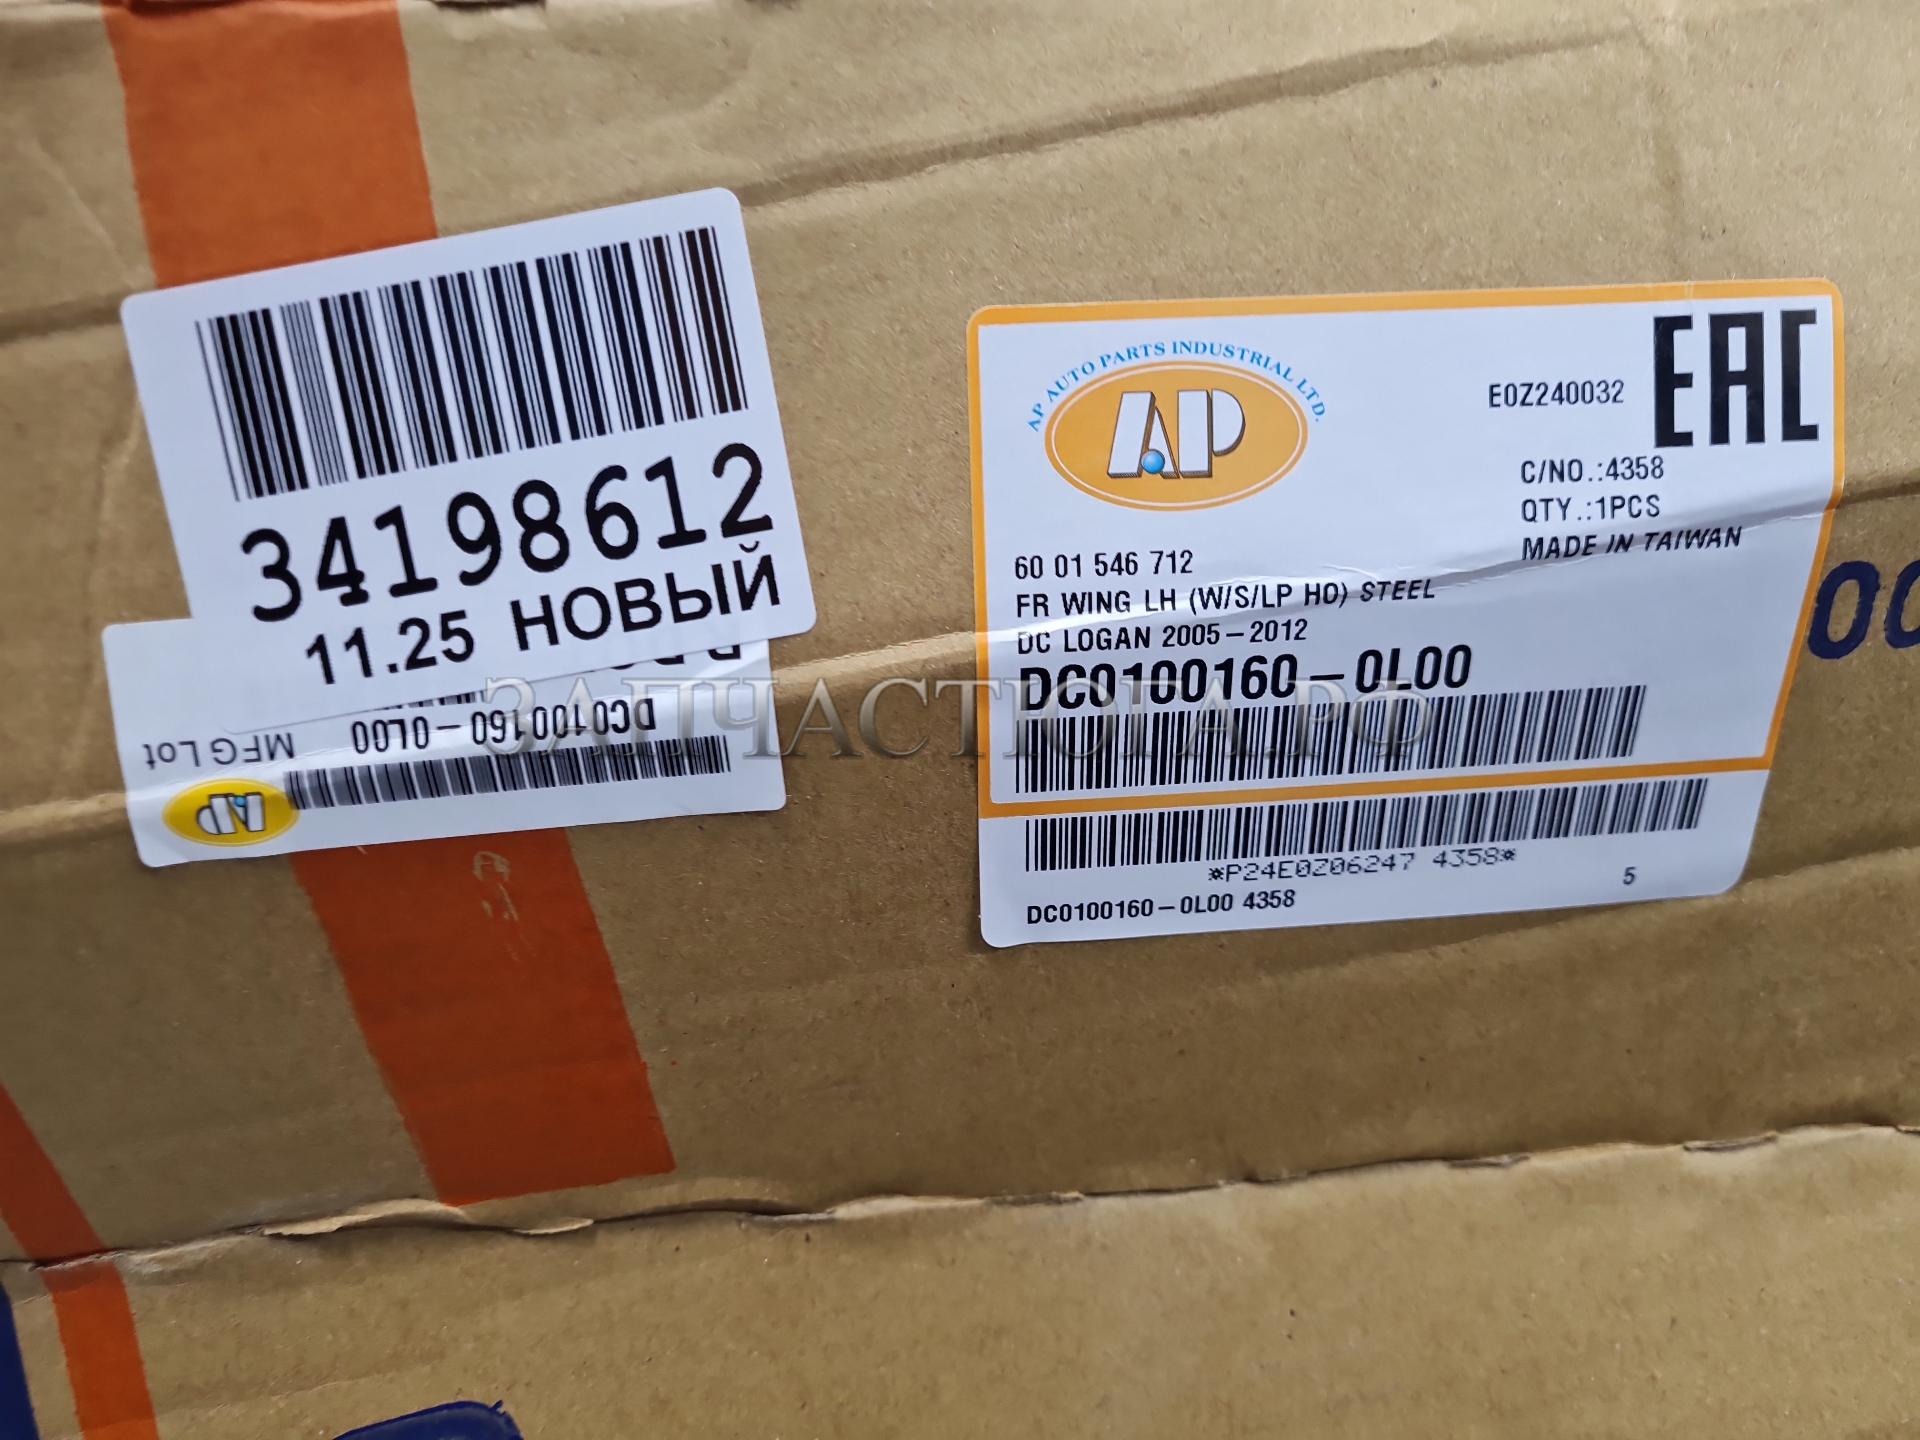 34198612
11.25 НОВЫЙ
MFG Lot
DC0100160-0L00
AP
AP AUTO PARTS INDUSTRIAL LTD.
AP
E0Z240032
EAC
C/NO.:4358
QTY.:1PCS
MADE IN TAIWAN
60 01 546 712
FR WING LH (W/S/LP HO) STEEL
DC LOGAN 2005-2012
DC0100160-0L00
*P24E0Z06247 4358*
DC0100160-0L00 4358
5
ЗАПЧАСТЮГА.РФ